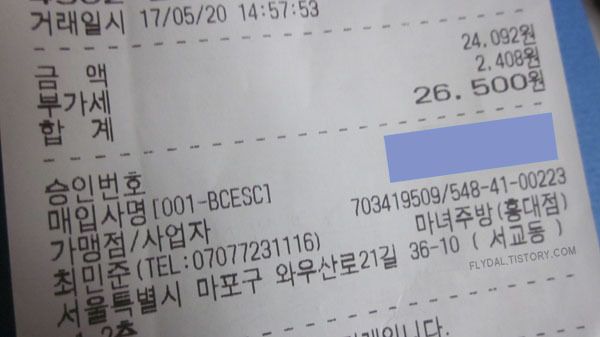 거래일시 17/05/20 14:57:53
금 액 24,092원
부가세 2,408원
합 계 26,500원
승인번호
매입사명[001-BCESC]
가맹점/사업자 703419509/548-41-00223
최민준(TEL:07077231116) 마녀주방(홍대점)
서울특별시 마포구 와우산로21길 36-10 ( 서교동 )
FLYDAL.TISTORY.COM